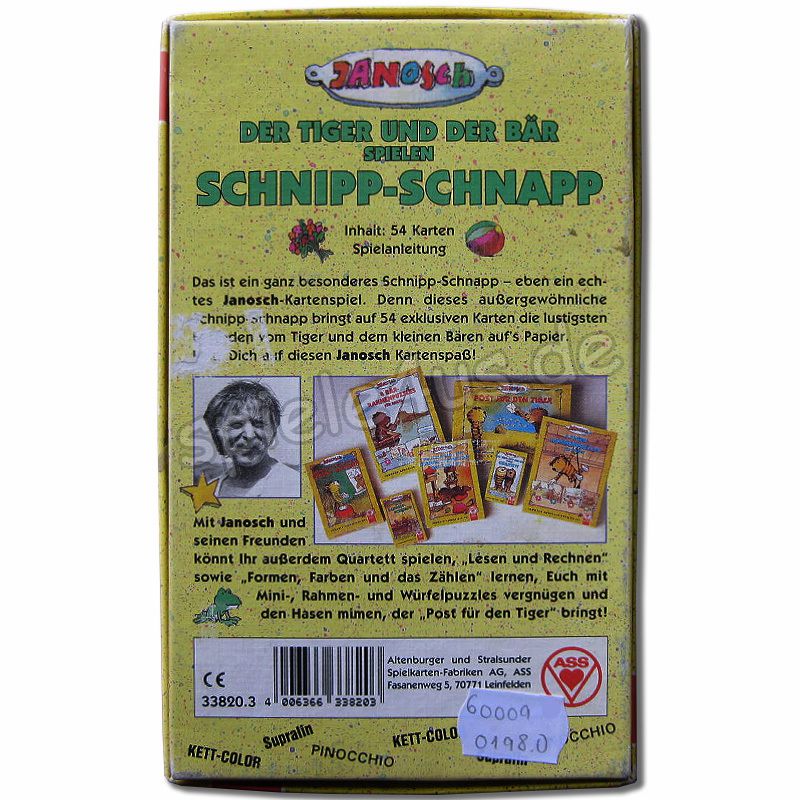 JANOSCH
DER TIGER UND DER BÄR
SPIELEN
SCHNIPP-SCHNAPP
Inhalt: 54 Karten
Spielanleitung
Das ist ein ganz besonderes Schnipp-Schnapp – eben ein ech-
tes Janosch-Kartenspiel. Denn dieses außergewöhnliche
Schnipp-Schnapp bringt auf 54 exklusiven Karten die lustigsten
vom Tiger und dem kleinen Bären auf's Papier.
Dich auf diesen Janosch Kartenspaß!
POST FÜR DEN TIGER
Mit Janosch und
seinen Freunden
könnt Ihr außerdem Quartett spielen, „Lesen und Rechnen“
sowie „Formen, Farben und das Zählen“ lernen, Euch mit
Mini-, Rahmen- und Würfelpuzzles vergnügen und
den Hasen mimen, der „Post für den Tiger“ bringt!
CE
33820.3
4 006366 338203
Altenburger und Stralsunder
Spielkarten-Fabriken AG, ASS
Fasanenweg 5, 70771 Leinfelden
ASS
60009
0198.0
KETT-COLOR Supralin PINOCCHIO KETT-COLO Supralin OCCHIO
spielofus.de